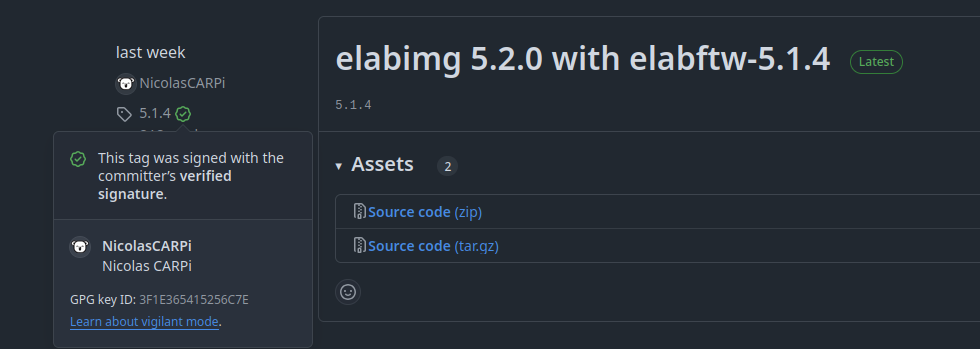 last week
NicolasCARPi
5.1.4
This tag was signed with the
committer's verified
signature.
NicolasCARPi
Nicolas CARPi
GPG key ID: 3F1E365415256C7E
Learn about vigilant mode.
elabimg 5.2.0 with elabftw-5.1.4
Latest
5.1.4
Assets 2
Source code (zip)
Source code (tar.gz)